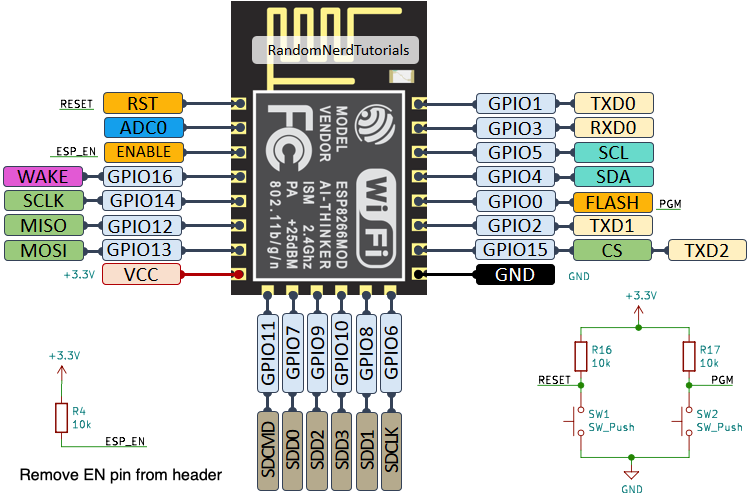 RandomNerdTutorials
RESET RST GPIO1 TXD0
ADC0 GPIO3 RXD0
ESP_EN ENABLE GPIO5 SCL
WAKE GPIO16 GPIO4 SDA
SCLK GPIO14 GPIO0 FLASH PGM
MISO GPIO12 GPIO2 TXD1
MOSI GPIO13 GPIO15 CS TXD2
+3.3V VCC GND GND
FC
WiFi
MODEL ESP8266MOD
VENDOR AI-THINKER
ISM 2.4Ghz
PA +25dBM
802.11b/g/n
GPIO11 GPIO7 GPIO9 GPIO10 GPIO8 GPIO6
SDCMD SDD0 SDD2 SDD3 SDD1 SDCLK
+3.3V
R4
10k
ESP_EN
Remove EN pin from header
+3.3V
R16 R17
10k 10k
RESET PGM
SW1 SW2
SW_Push SW_Push
GND